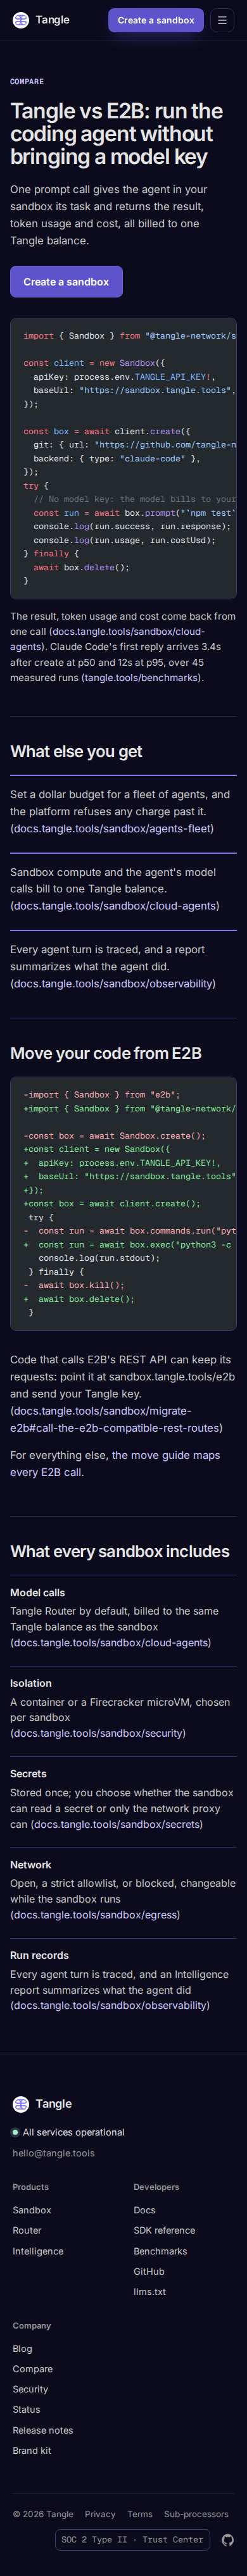 Tangle
Create a sandbox
COMPARE
Tangle vs E2B: run the
coding agent without
bringing a model key
One prompt call gives the agent in your
sandbox its task and returns the result,
token usage and cost, all billed to one
Tangle balance.
Create a sandbox
import { Sandbox } from "@tangle-network/s
const client = new Sandbox({
apiKey: process.env.TANGLE_API_KEY!,
baseUrl: "https://sandbox.tangle.tools",
});
const box = await client.create({
git: { url: "https://github.com/tangle-n
backend: { type: "claude-code" },
});
try {
// No model key: the model bills to your
const run = await box.prompt("`npm test`
console.log(run.success, run.response);
console.log(run.usage, run.costUsd);
} finally {
await box.delete();
}
The result, token usage and cost come back from
one call (docs.tangle.tools/sandbox/cloud-
agents). Claude Code's first reply arrives 3.4s
after create at p50 and 12s at p95, over 45
measured runs (tangle.tools/benchmarks).
What else you get
Set a dollar budget for a fleet of agents, and
the platform refuses any charge past it.
(docs.tangle.tools/sandbox/agents-fleet)
Sandbox compute and the agent's model
calls bill to one Tangle balance.
(docs.tangle.tools/sandbox/cloud-agents)
Every agent turn is traced, and a report
summarizes what the agent did.
(docs.tangle.tools/sandbox/observability)
Move your code from E2B
-import { Sandbox } from "e2b";
+import { Sandbox } from "@tangle-network/
-const box = await Sandbox.create();
+const client = new Sandbox({
+  apiKey: process.env.TANGLE_API_KEY!,
+  baseUrl: "https://sandbox.tangle.tools"
+});
+const box = await client.create();
try {
-  const run = await box.commands.run("pyt
+  const run = await box.exec("python3 -c
console.log(run.stdout);
} finally {
-  await box.kill();
+  await box.delete();
}
Code that calls E2B's REST API can keep its
requests: point it at sandbox.tangle.tools/e2b
and send your Tangle key.
(docs.tangle.tools/sandbox/migrate-
e2b#call-the-e2b-compatible-rest-routes)
For everything else, the move guide maps
every E2B call.
What every sandbox includes
Model calls
Tangle Router by default, billed to the same
Tangle balance as the sandbox
(docs.tangle.tools/sandbox/cloud-agents)
Isolation
A container or a Firecracker microVM, chosen
per sandbox
(docs.tangle.tools/sandbox/security)
Secrets
Stored once; you choose whether the sandbox
can read a secret or only the network proxy
can (docs.tangle.tools/sandbox/secrets)
Network
Open, a strict allowlist, or blocked, changeable
while the sandbox runs
(docs.tangle.tools/sandbox/egress)
Run records
Every agent turn is traced, and an Intelligence
report summarizes what the agent did
(docs.tangle.tools/sandbox/observability)
Tangle
All services operational
hello@tangle.tools
Products
Sandbox
Router
Intelligence
Developers
Docs
SDK reference
Benchmarks
GitHub
llms.txt
Company
Blog
Compare
Security
Status
Release notes
Brand kit
© 2026 Tangle Privacy Terms Sub-processors
SOC 2 Type II · Trust Center